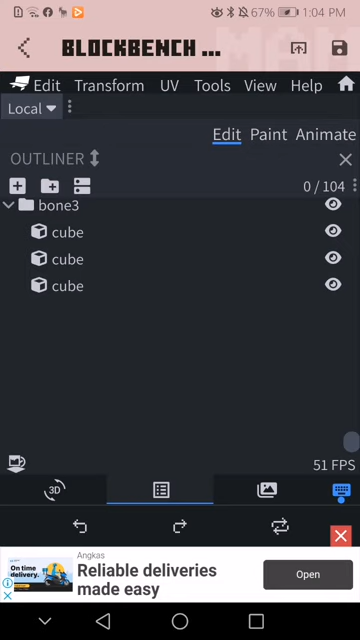 67% 1:04 PM
BLOCKBENCH ...
Edit Transform UV Tools View Help
Local
Edit Paint Animate
OUTLINER
0 / 104
bone3
cube
cube
cube
51 FPS
3D
Angkas
On time
delivery.
Reliable deliveries
made easy
Open